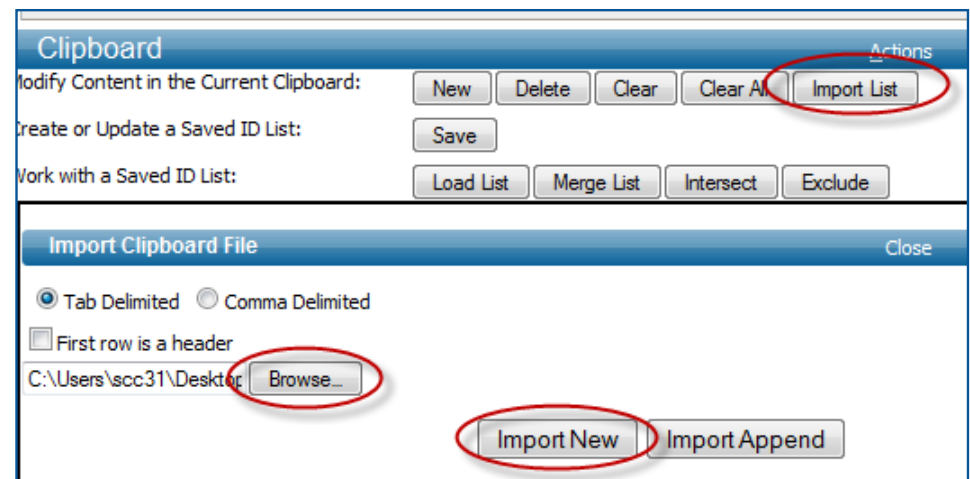 Clipboard Actions
Modify Content in the Current Clipboard: New Delete Clear Clear All Import List
Create or Update a Saved ID List: Save
Work with a Saved ID List: Load List Merge List Intersect Exclude
Import Clipboard File Close
Tab Delimited Comma Delimited
First row is a header
C:\Users\scc31\Desktop Browse...
Import New Import Append